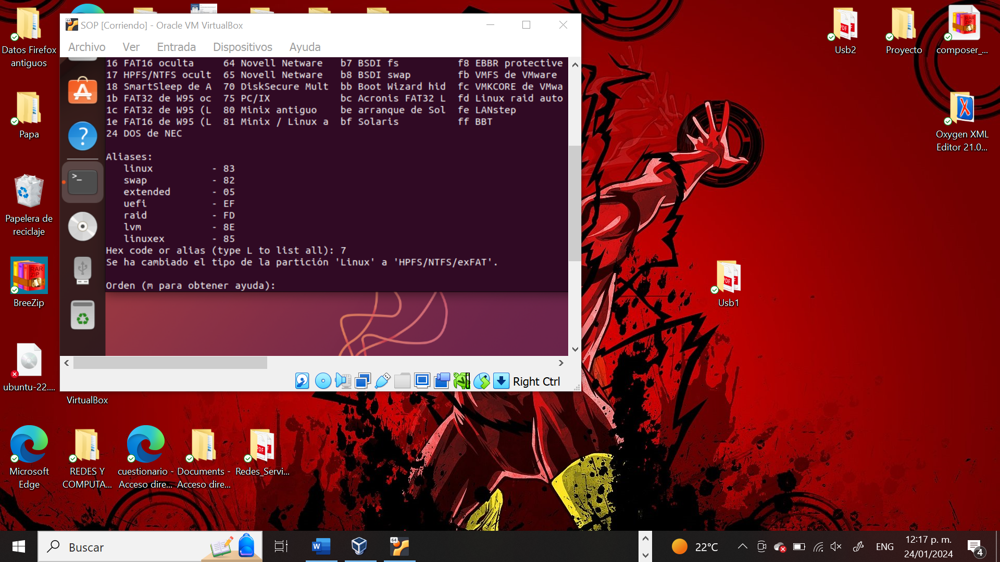 SOP [Corriendo] - Oracle VM VirtualBox
Archivo Ver Entrada Dispositivos Ayuda
16 FAT16 oculta 64 Novell Netware b7 BSDI fs f8 EBBR protective
17 HPFS/NTFS ocult 65 Novell Netware b8 BSDI swap fb VMFS de VMware
18 SmartSleep de A 70 DiskSecure Mult bb Boot Wizard hid fc VMKCORE de VMwa
1b FAT32 de W95 oc 75 PC/IX bc Acronis FAT32 L fd Linux raid auto
1c FAT32 de W95 (L 80 Minix antiguo be arranque de Sol fe LANstep
1e FAT16 de W95 (L 81 Minix / Linux a bf Solaris ff BBT
24 DOS de NEC
Aliases:
linux - 83
swap - 82
extended - 05
uefi - EF
raid - FD
lvm - 8E
linuxex - 85
Hex code or alias (type L to list all): 7
Se ha cambiado el tipo de la partición 'Linux' a 'HPFS/NTFS/exFAT'.
Orden (m para obtener ayuda):
Right Ctrl
Datos Firefox
antiguos
Papa
Papelera de
reciclaje
BreeZip
ubuntu-22....
VirtualBox
Microsoft
Edge
REDES Y
COMPUTA...
cuestionario -
Acceso dire...
Documents -
Acceso dire...
Redes_Servi...
Usb2
Proyecto
composer_...
Oxygen XML
Editor 21.0...
Usb1
Buscar
22°C
ENG
12:17 p. m.
24/01/2024
4